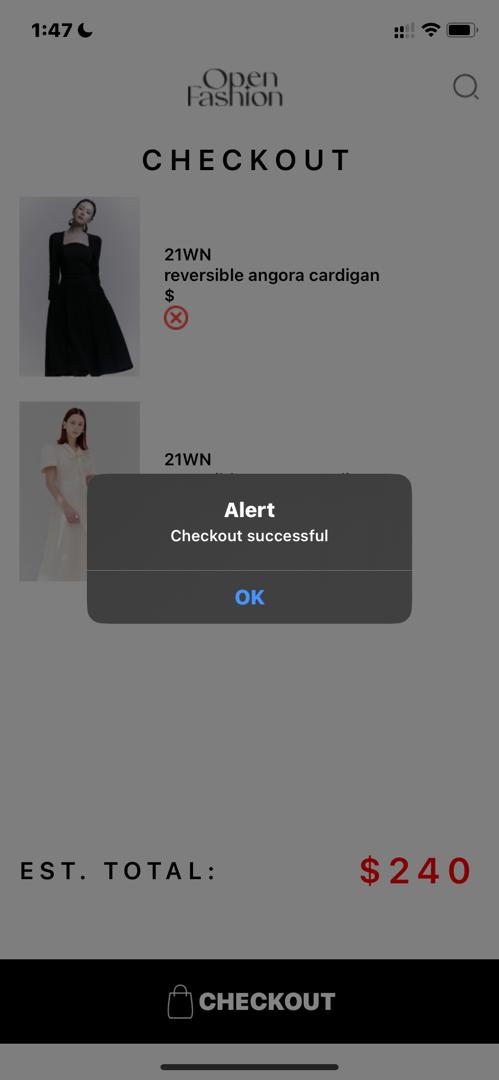 1:47
Open
Fashion
CHECKOUT
21WN
reversible angora cardigan
$
21WN
Alert
Checkout successful
OK
EST. TOTAL:
$240
CHECKOUT